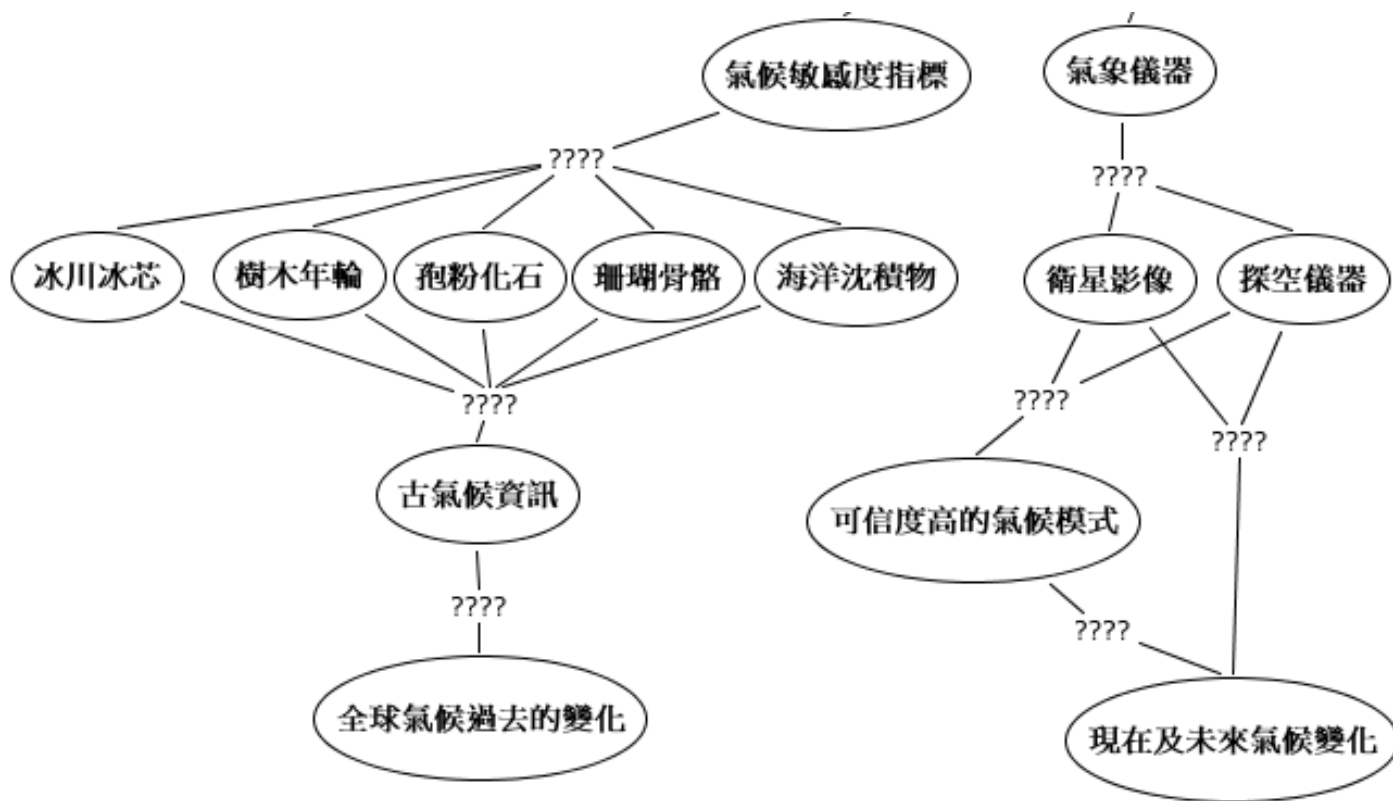 氣候敏感度指標
氣象儀器
????
????
冰川冰芯
樹木年輪
孢粉化石
珊瑚骨骼
海洋沈積物
衛星影像
探空儀器
????
????
????
古氣候資訊
可信度高的氣候模式
????
????
全球氣候過去的變化
現在及未來氣候變化